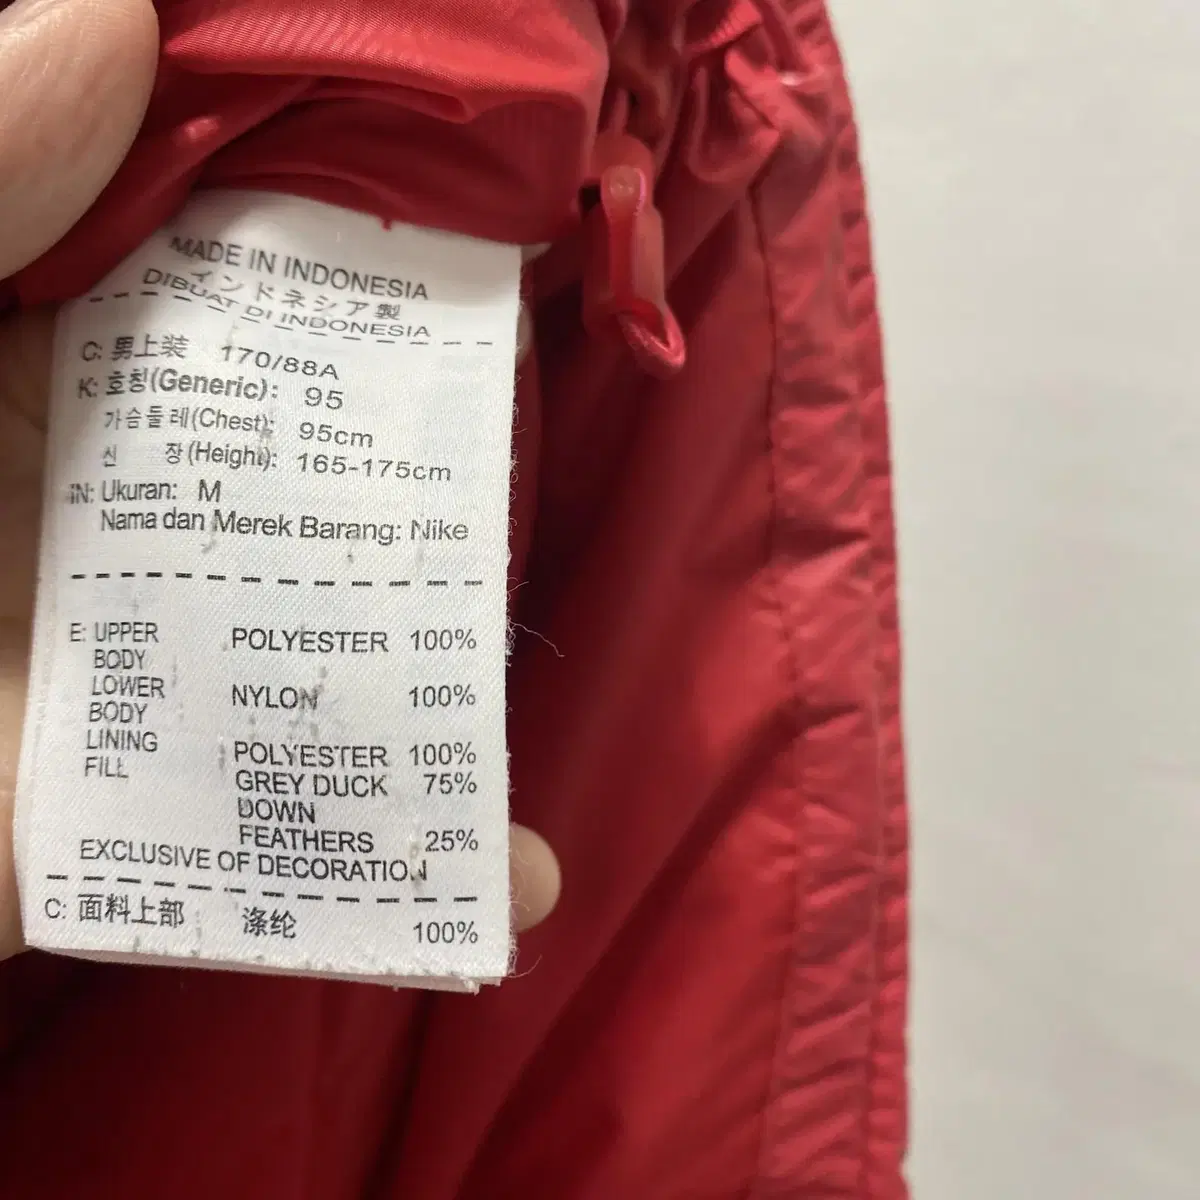 MADE IN INDONESIA
インドネシア製
DIBUAT DI INDONESIA
C: 男上装 170/88A
K: 호칭(Generic): 95
가슴둘레(Chest): 95cm
신 장(Height): 165-175cm
IN: Ukuran: M
Nama dan Merek Barang: Nike
E: UPPER BODY POLYESTER 100%
LOWER BODY NYLON 100%
LINING POLYESTER 100%
FILL GREY DUCK DOWN 75%
FEATHERS 25%
EXCLUSIVE OF DECORATION
C: 面料上部 涤纶 100%